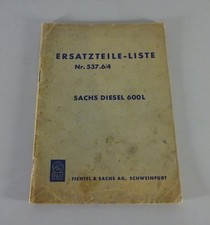 ERSATZTEILE-LISTE
Nr. 537.6/4
SACHS DIESEL 600L
FICHTEL & SACHS AG. SCHWEINFURT